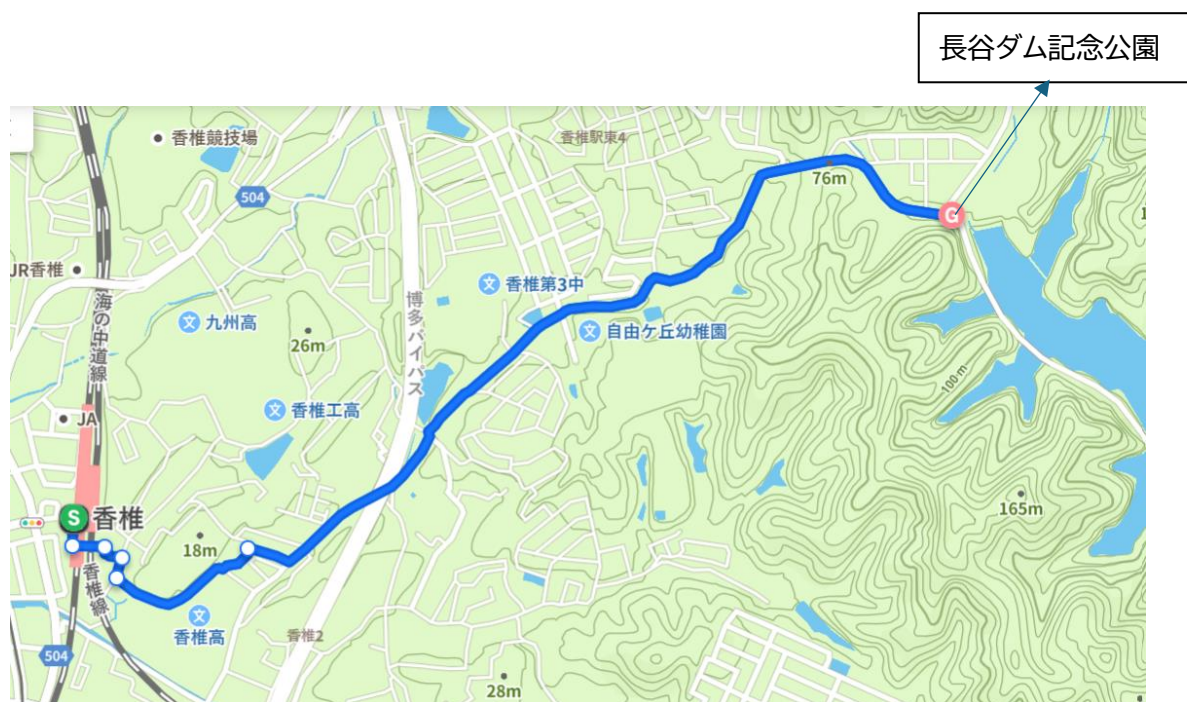 長谷ダム記念公園
香椎競技場
香椎駅東4
504
76m
G
JR香椎
海の中道線
香椎第3中
博多バイパス
九州高
自由ケ丘幼稚園
26m
100m
香椎工高
JA
165m
S
香椎
18m
香椎線
香椎高
香椎2
504
28m